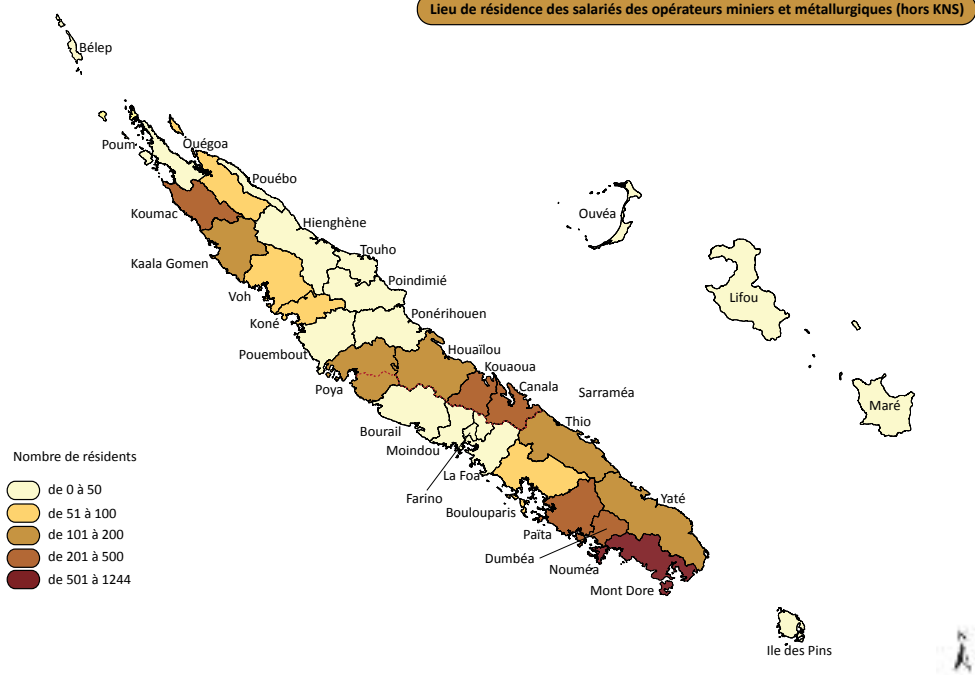 Lieu de résidence des salariés des opérateurs miniers et métallurgiques (hors KNS)
Bélep
Poum
Ouégoa
Pouébo
Koumac
Hienghène
Ouvéa
Kaala Gomen
Touho
Poindimié
Voh
Lifou
Koné
Ponérihouen
Pouembout
Houaïlou
Kouaoua
Canala
Sarraméa
Poya
Maré
Thio
Bourail
Moindou
Nombre de résidents
La Foa
de 0 à 50
Farino
Yaté
de 51 à 100
Boulouparis
de 101 à 200
Païta
de 201 à 500
Dumbéa
Nouméa
de 501 à 1244
Mont Dore
Ile des Pins
N